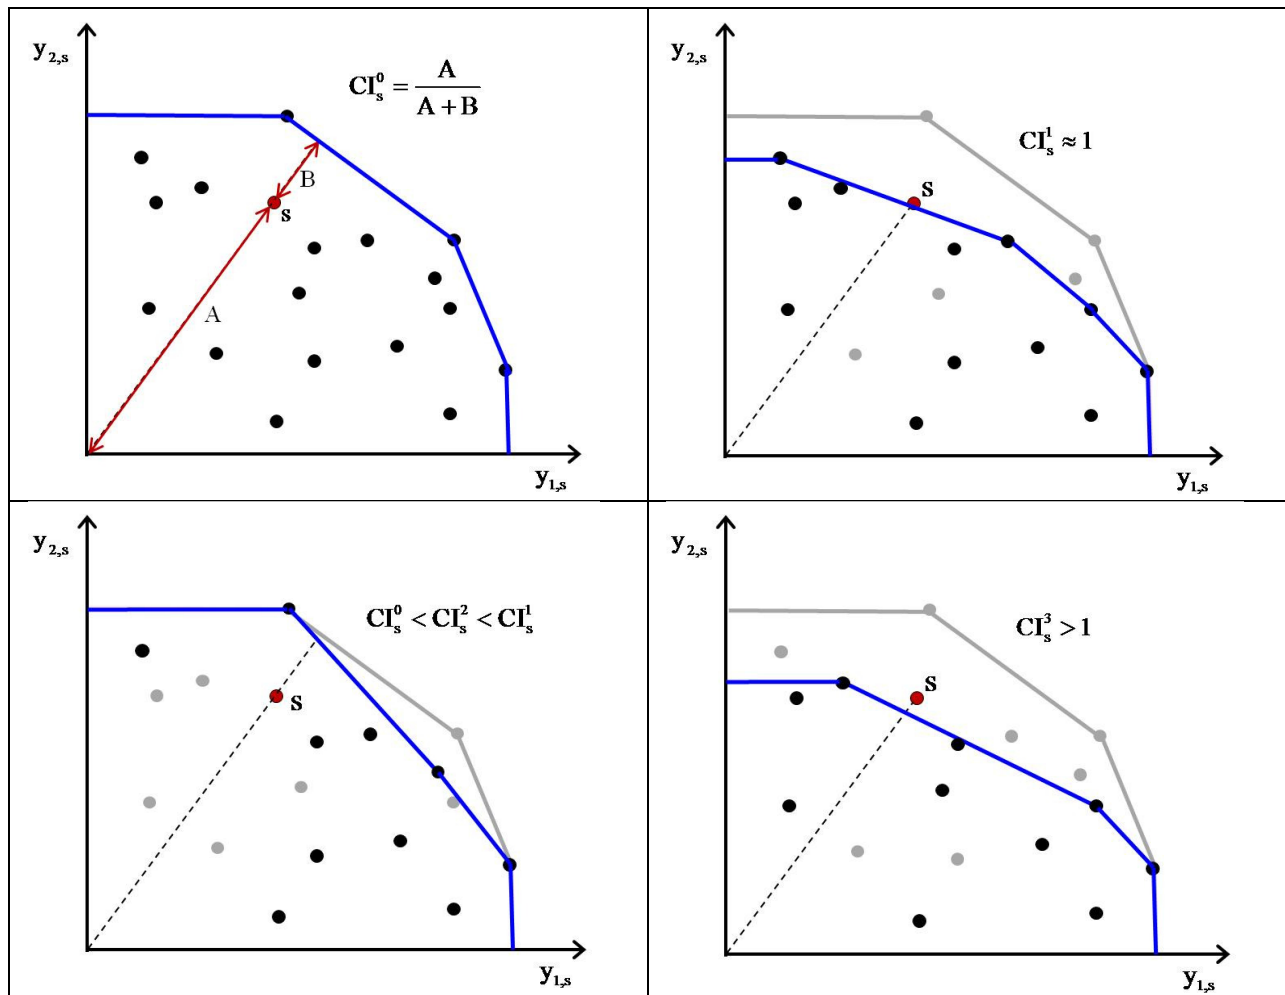 y₂,ₛ
CI⁰ₛ = A / (A + B)
B
s
A
y₁,ₛ
y₂,ₛ
CI¹ₛ ≈ 1
S
y₁,ₛ
y₂,ₛ
CI⁰ₛ < CI²ₛ < CI¹ₛ
S
y₁,ₛ
y₂,ₛ
CI³ₛ > 1
S
y₁,ₛ